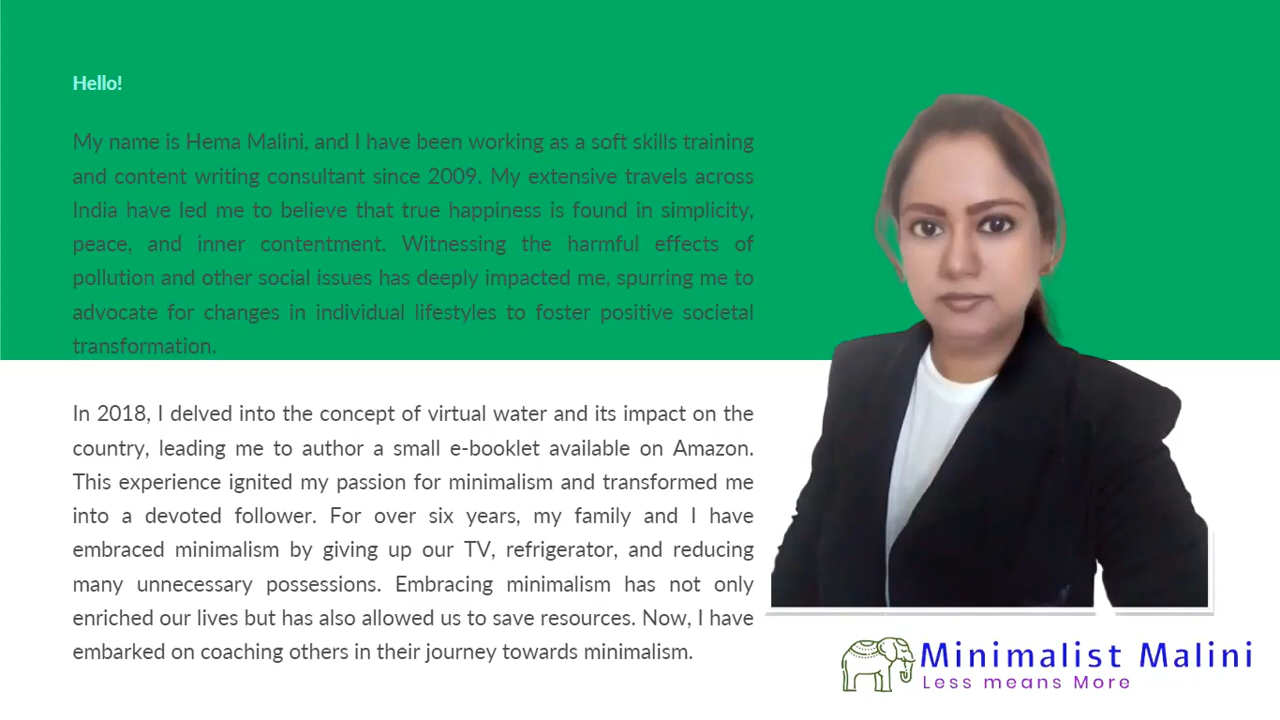 Hello!
My name is Hema Malini, and I have been working as a soft skills training
and content writing consultant since 2009. My extensive travels across
India have led me to believe that true happiness is found in simplicity,
peace, and inner contentment. Witnessing the harmful effects of
pollution and other social issues has deeply impacted me, spurring me to
advocate for changes in individual lifestyles to foster positive societal
transformation.
In 2018, I delved into the concept of virtual water and its impact on the
country, leading me to author a small e-booklet available on Amazon.
This experience ignited my passion for minimalism and transformed me
into a devoted follower. For over six years, my family and I have
embraced minimalism by giving up our TV, refrigerator, and reducing
many unnecessary possessions. Embracing minimalism has not only
enriched our lives but has also allowed us to save resources. Now, I have
embarked on coaching others in their journey towards minimalism.
Minimalist Malini
Less means More